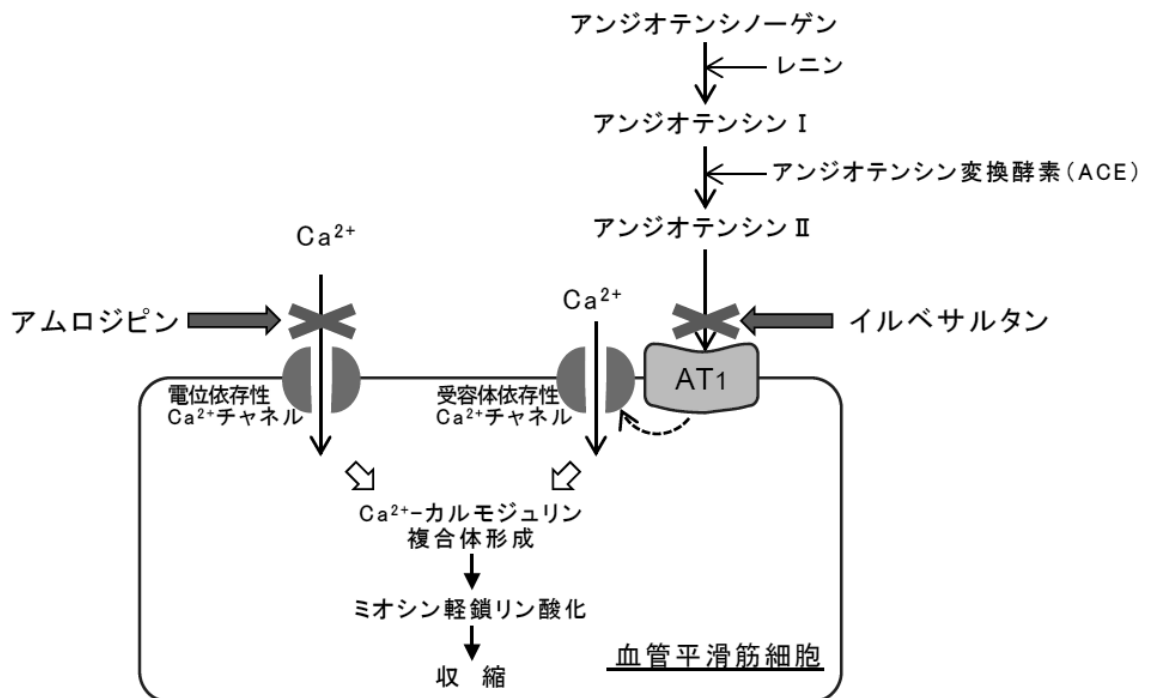 アンジオテンシノーゲン
レニン
アンジオテンシンⅠ
アンジオテンシン変換酵素(ACE)
アンジオテンシンⅡ
Ca²⁺
Ca²⁺
アムロジピン
イルベサルタン
AT1
電位依存性
Ca²⁺チャネル
受容体依存性
Ca²⁺チャネル
Ca²⁺-カルモジュリン
複合体形成
ミオシン軽鎖リン酸化
収 縮
血管平滑筋細胞